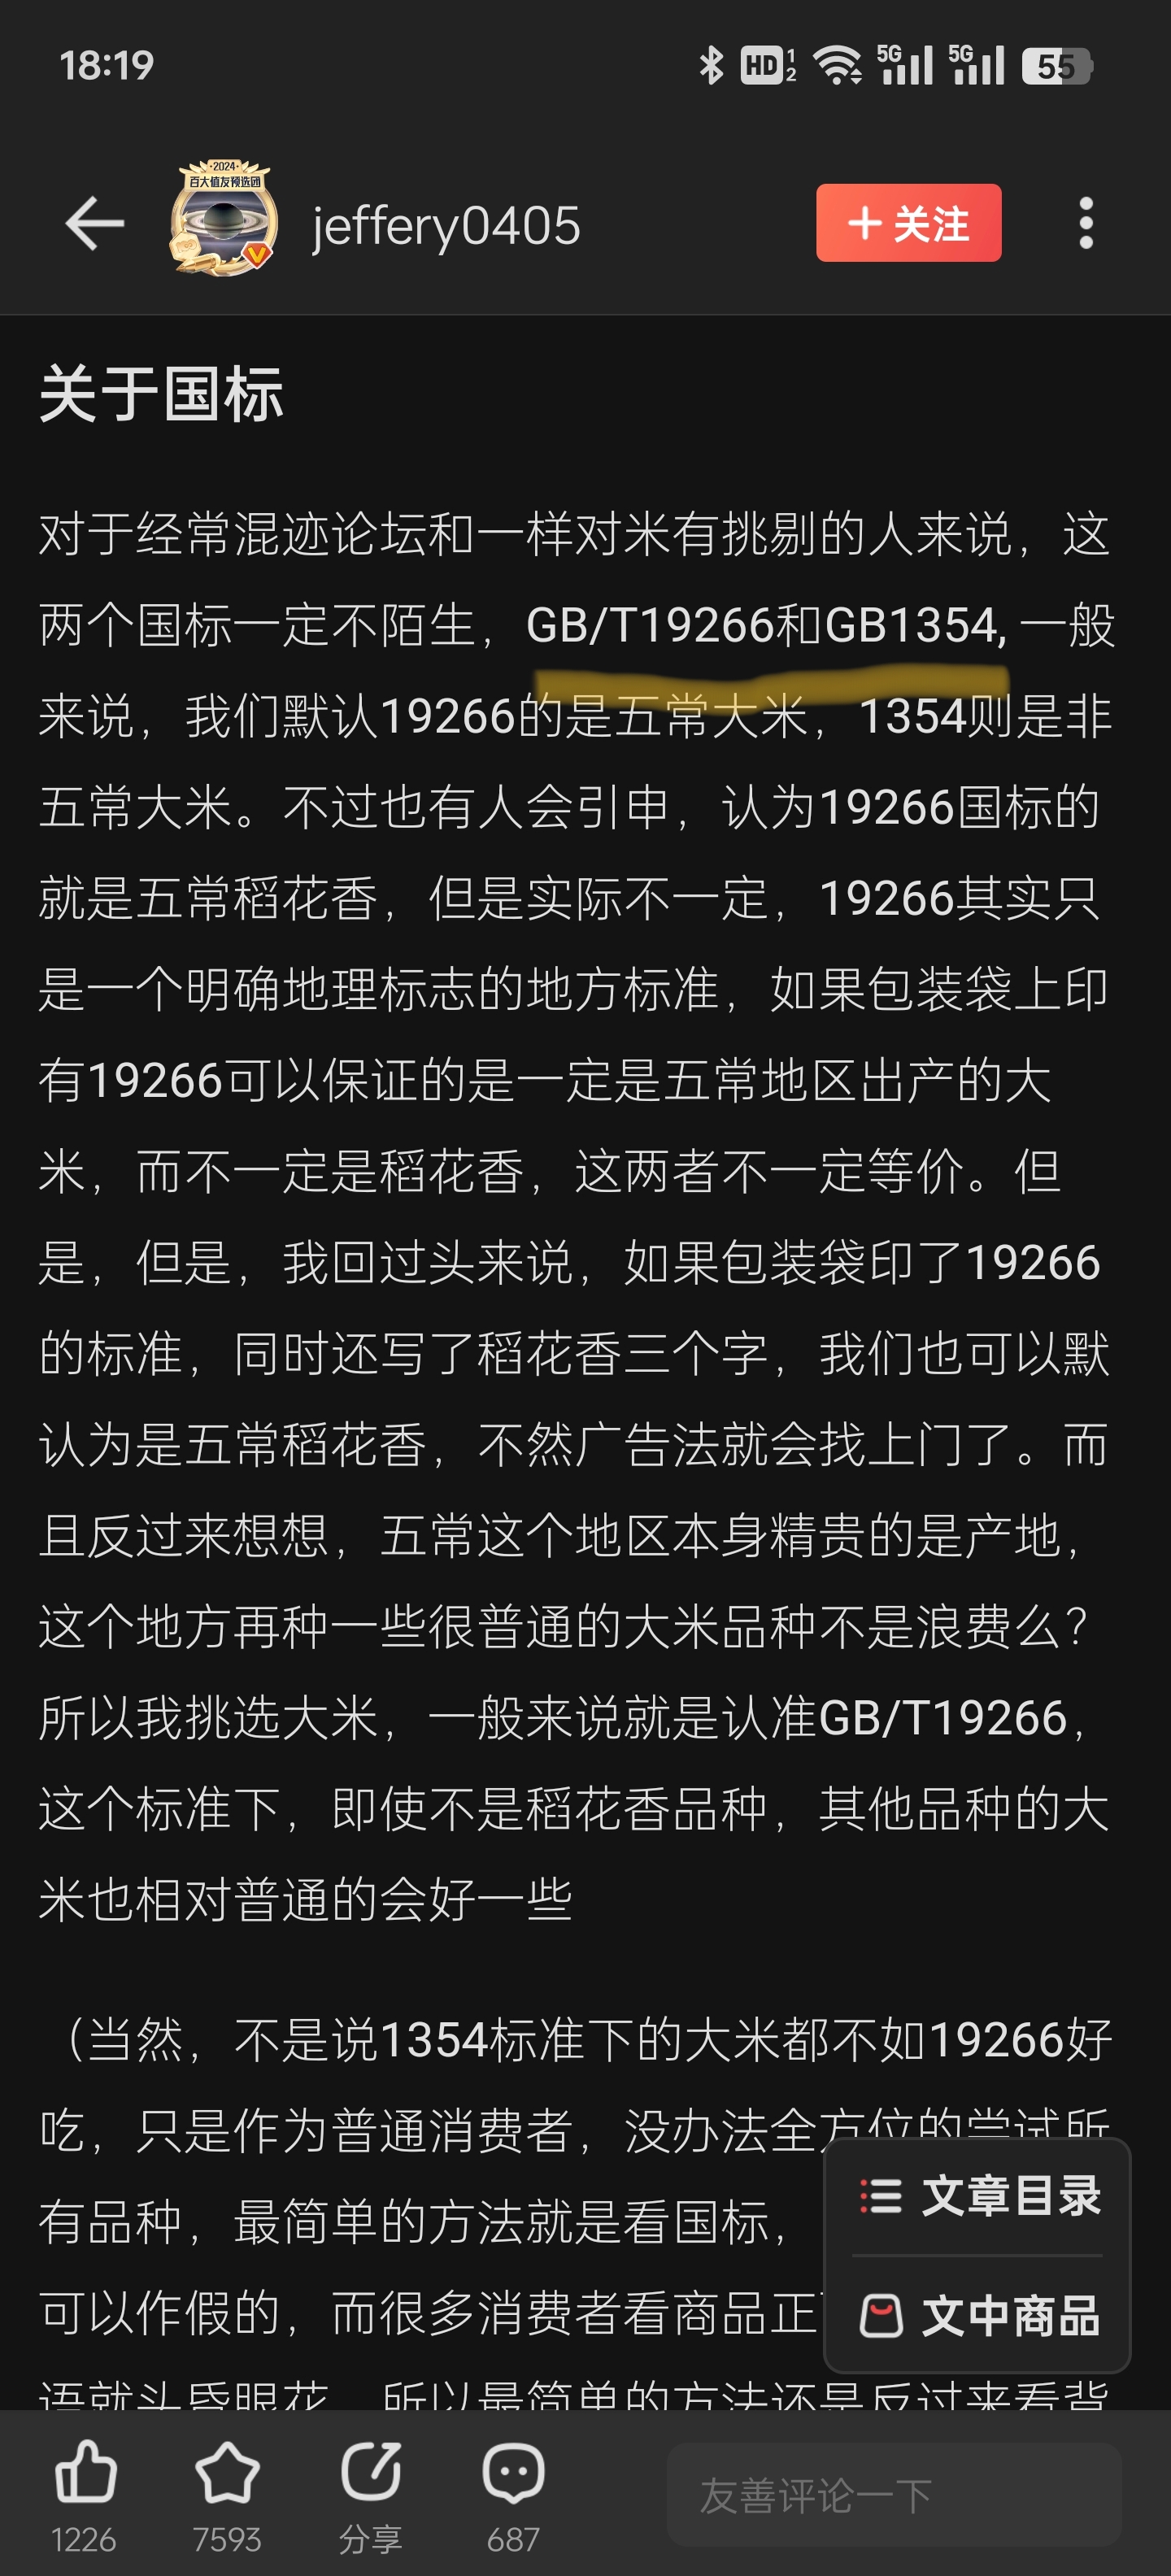 18:19
HD 1 2 5G 5G 55
2024
百大值友预选团
jeffery0405
+ 关注
关于国标
对于经常混迹论坛和一样对米有挑剔的人来说，这
两个国标一定不陌生，GB/T19266和GB1354, 一般
来说，我们默认19266的是五常大米，1354则是非
五常大米。不过也有人会引申，认为19266国标的
就是五常稻花香，但是实际不一定，19266其实只
是一个明确地理标志的地方标准，如果包装袋上印
有19266可以保证的是一定是五常地区出产的大
米，而不一定是稻花香，这两者不一定等价。但
是，但是，我回过头来说，如果包装袋印了19266
的标准，同时还写了稻花香三个字，我们也可以默
认为是五常稻花香，不然广告法就会找上门了。而
且反过来想想，五常这个地区本身精贵的是产地，
这个地方再种一些很普通的大米品种不是浪费么？
所以我挑选大米，一般来说就是认准GB/T19266，
这个标准下，即使不是稻花香品种，其他品种的大
米也相对普通的会好一些
（当然，不是说1354标准下的大米都不如19266好
吃，只是作为普通消费者，没办法全方位的尝试所
有品种，最简单的方法就是看国标，
可以作假的，而很多消费者看商品正
语就头昏眼花，所以最简单的方法还是反过来看背
文章目录
文中商品
1226
7593
分享
687
友善评论一下